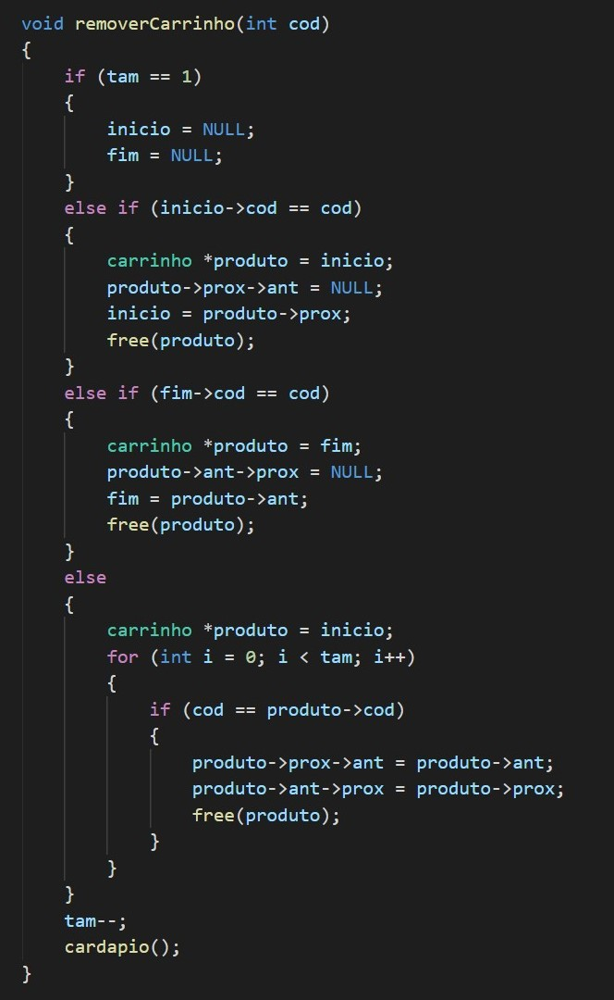 void removerCarrinho(int cod)
{
    if (tam == 1)
    {
        inicio = NULL;
        fim = NULL;
    }
    else if (inicio->cod == cod)
    {
        carrinho *produto = inicio;
        produto->prox->ant = NULL;
        inicio = produto->prox;
        free(produto);
    }
    else if (fim->cod == cod)
    {
        carrinho *produto = fim;
        produto->ant->prox = NULL;
        fim = produto->ant;
        free(produto);
    }
    else
    {
        carrinho *produto = inicio;
        for (int i = 0; i < tam; i++)
        {
            if (cod == produto->cod)
            {
                produto->prox->ant = produto->ant;
                produto->ant->prox = produto->prox;
                free(produto);
            }
        }
    }
    tam--;
    cardapio();
}